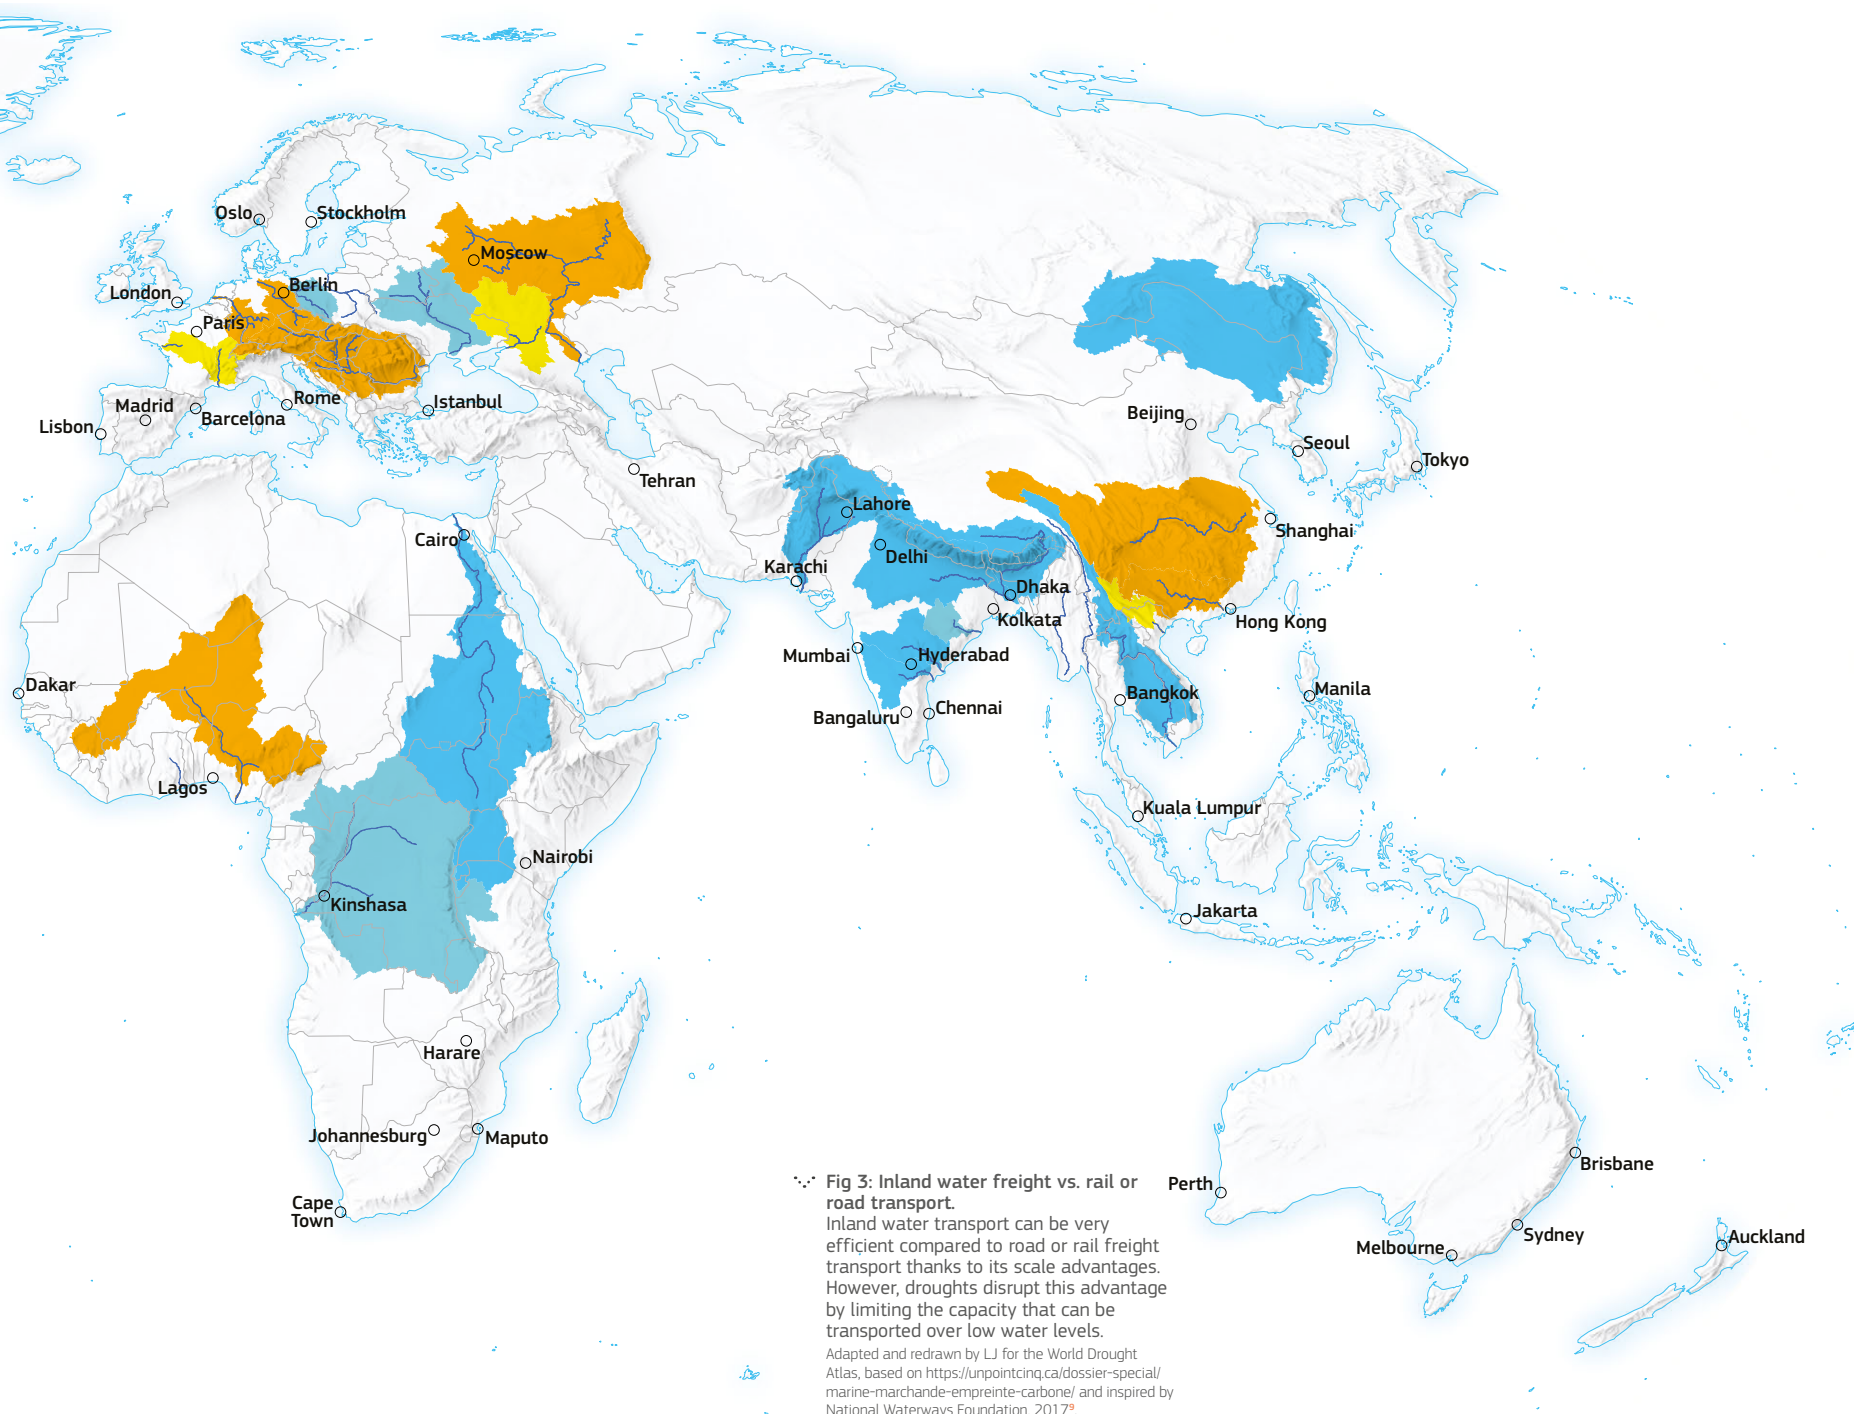 Oslo
Stockholm
Moscow
London
Berlin
Paris
Madrid
Barcelona
Rome
Istanbul
Lisbon
Tehran
Beijing
Seoul
Tokyo
Cairo
Lahore
Delhi
Karachi
Dhaka
Kolkata
Shanghai
Hong Kong
Mumbai
Hyderabad
Dakar
Bangaluru
Chennai
Bangkok
Manila
Lagos
Kuala Lumpur
Nairobi
Kinshasa
Jakarta
Harare
Johannesburg
Maputo
Cape
Town
Perth
Brisbane
Melbourne
Sydney
Auckland
Fig 3: Inland water freight vs. rail or
road transport.
Inland water transport can be very
efficient compared to road or rail freight
transport thanks to its scale advantages.
However, droughts disrupt this advantage
by limiting the capacity that can be
transported over low water levels.
Adapted and redrawn by LJ for the World Drought
Atlas, based on https://unpointcinq.ca/dossier-special/
marine-marchande-empreinte-carbone/ and inspired by
National Waterways Foundation, 2017⁹